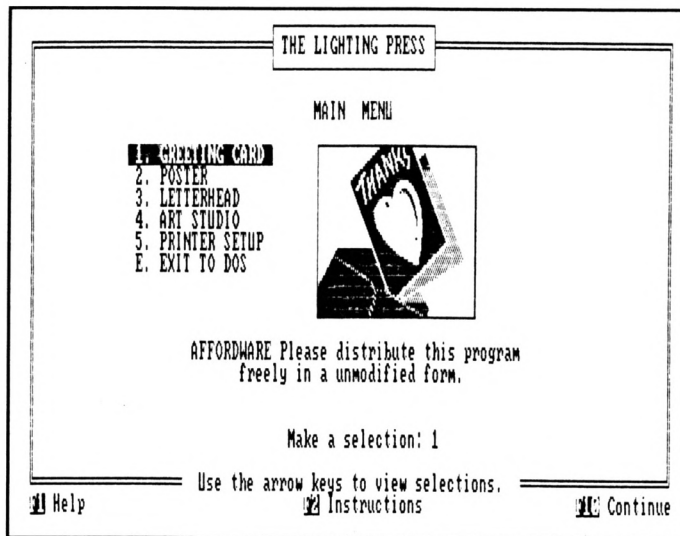 THE LIGHTING PRESS
MAIN MENU
1. GREETING CARD
2. POSTER
3. LETTERHEAD
4. ART STUDIO
5. PRINTER SETUP
E. EXIT TO DOS
THANKS
AFFORDWARE Please distribute this program
freely in a unmodified form.
Make a selection: 1
Use the arrow keys to view selections.
F1 Help F2 Instructions F10 Continue